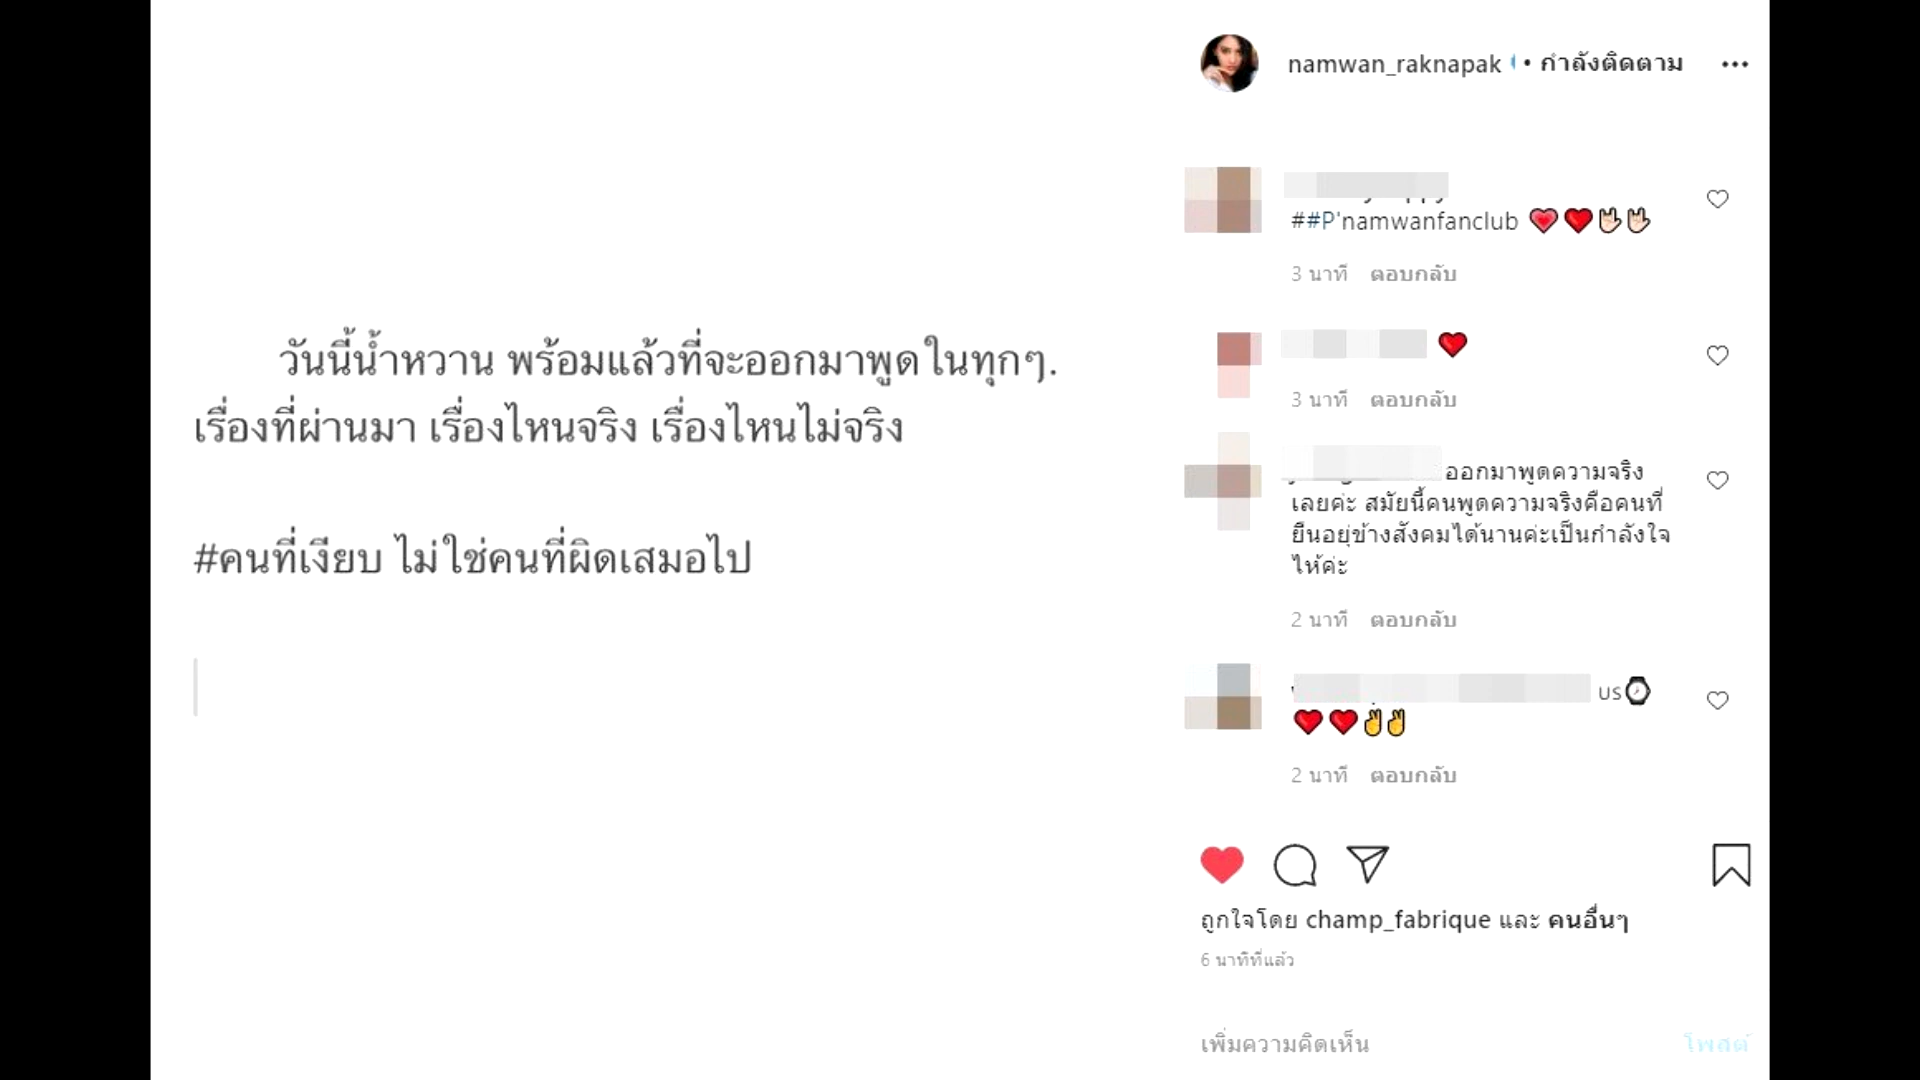 วันนี้น้ำหวาน พร้อมแล้วที่จะออกมาพูดในทุกๆ.
เรื่องที่ผ่านมา เรื่องไหนจริง เรื่องไหนไม่จริง
#คนที่เงียบ ไม่ใช่คนที่ผิดเสมอไป
namwan_raknapak • กำลังติดตาม •••
##P'namwanfanclub 💗❤️🤟🏻🤟🏻
3 นาที ตอบกลับ
❤️
3 นาที ตอบกลับ
ออกมาพูดความจริง
เลยค่ะ สมัยนี้คนพูดความจริงคือคนที่
ยืนอยุ่ข้างสังคมได้นานค่ะเป็นกำลังใจ
ไห้ค่ะ
2 นาที ตอบกลับ
us⌚
❤️❤️✌️✌️
2 นาที ตอบกลับ
ถูกใจโดย champ_fabrique และ คนอื่นๆ
6 นาทีที่แล้ว
เพิ่มความคิดเห็น
โพสต์